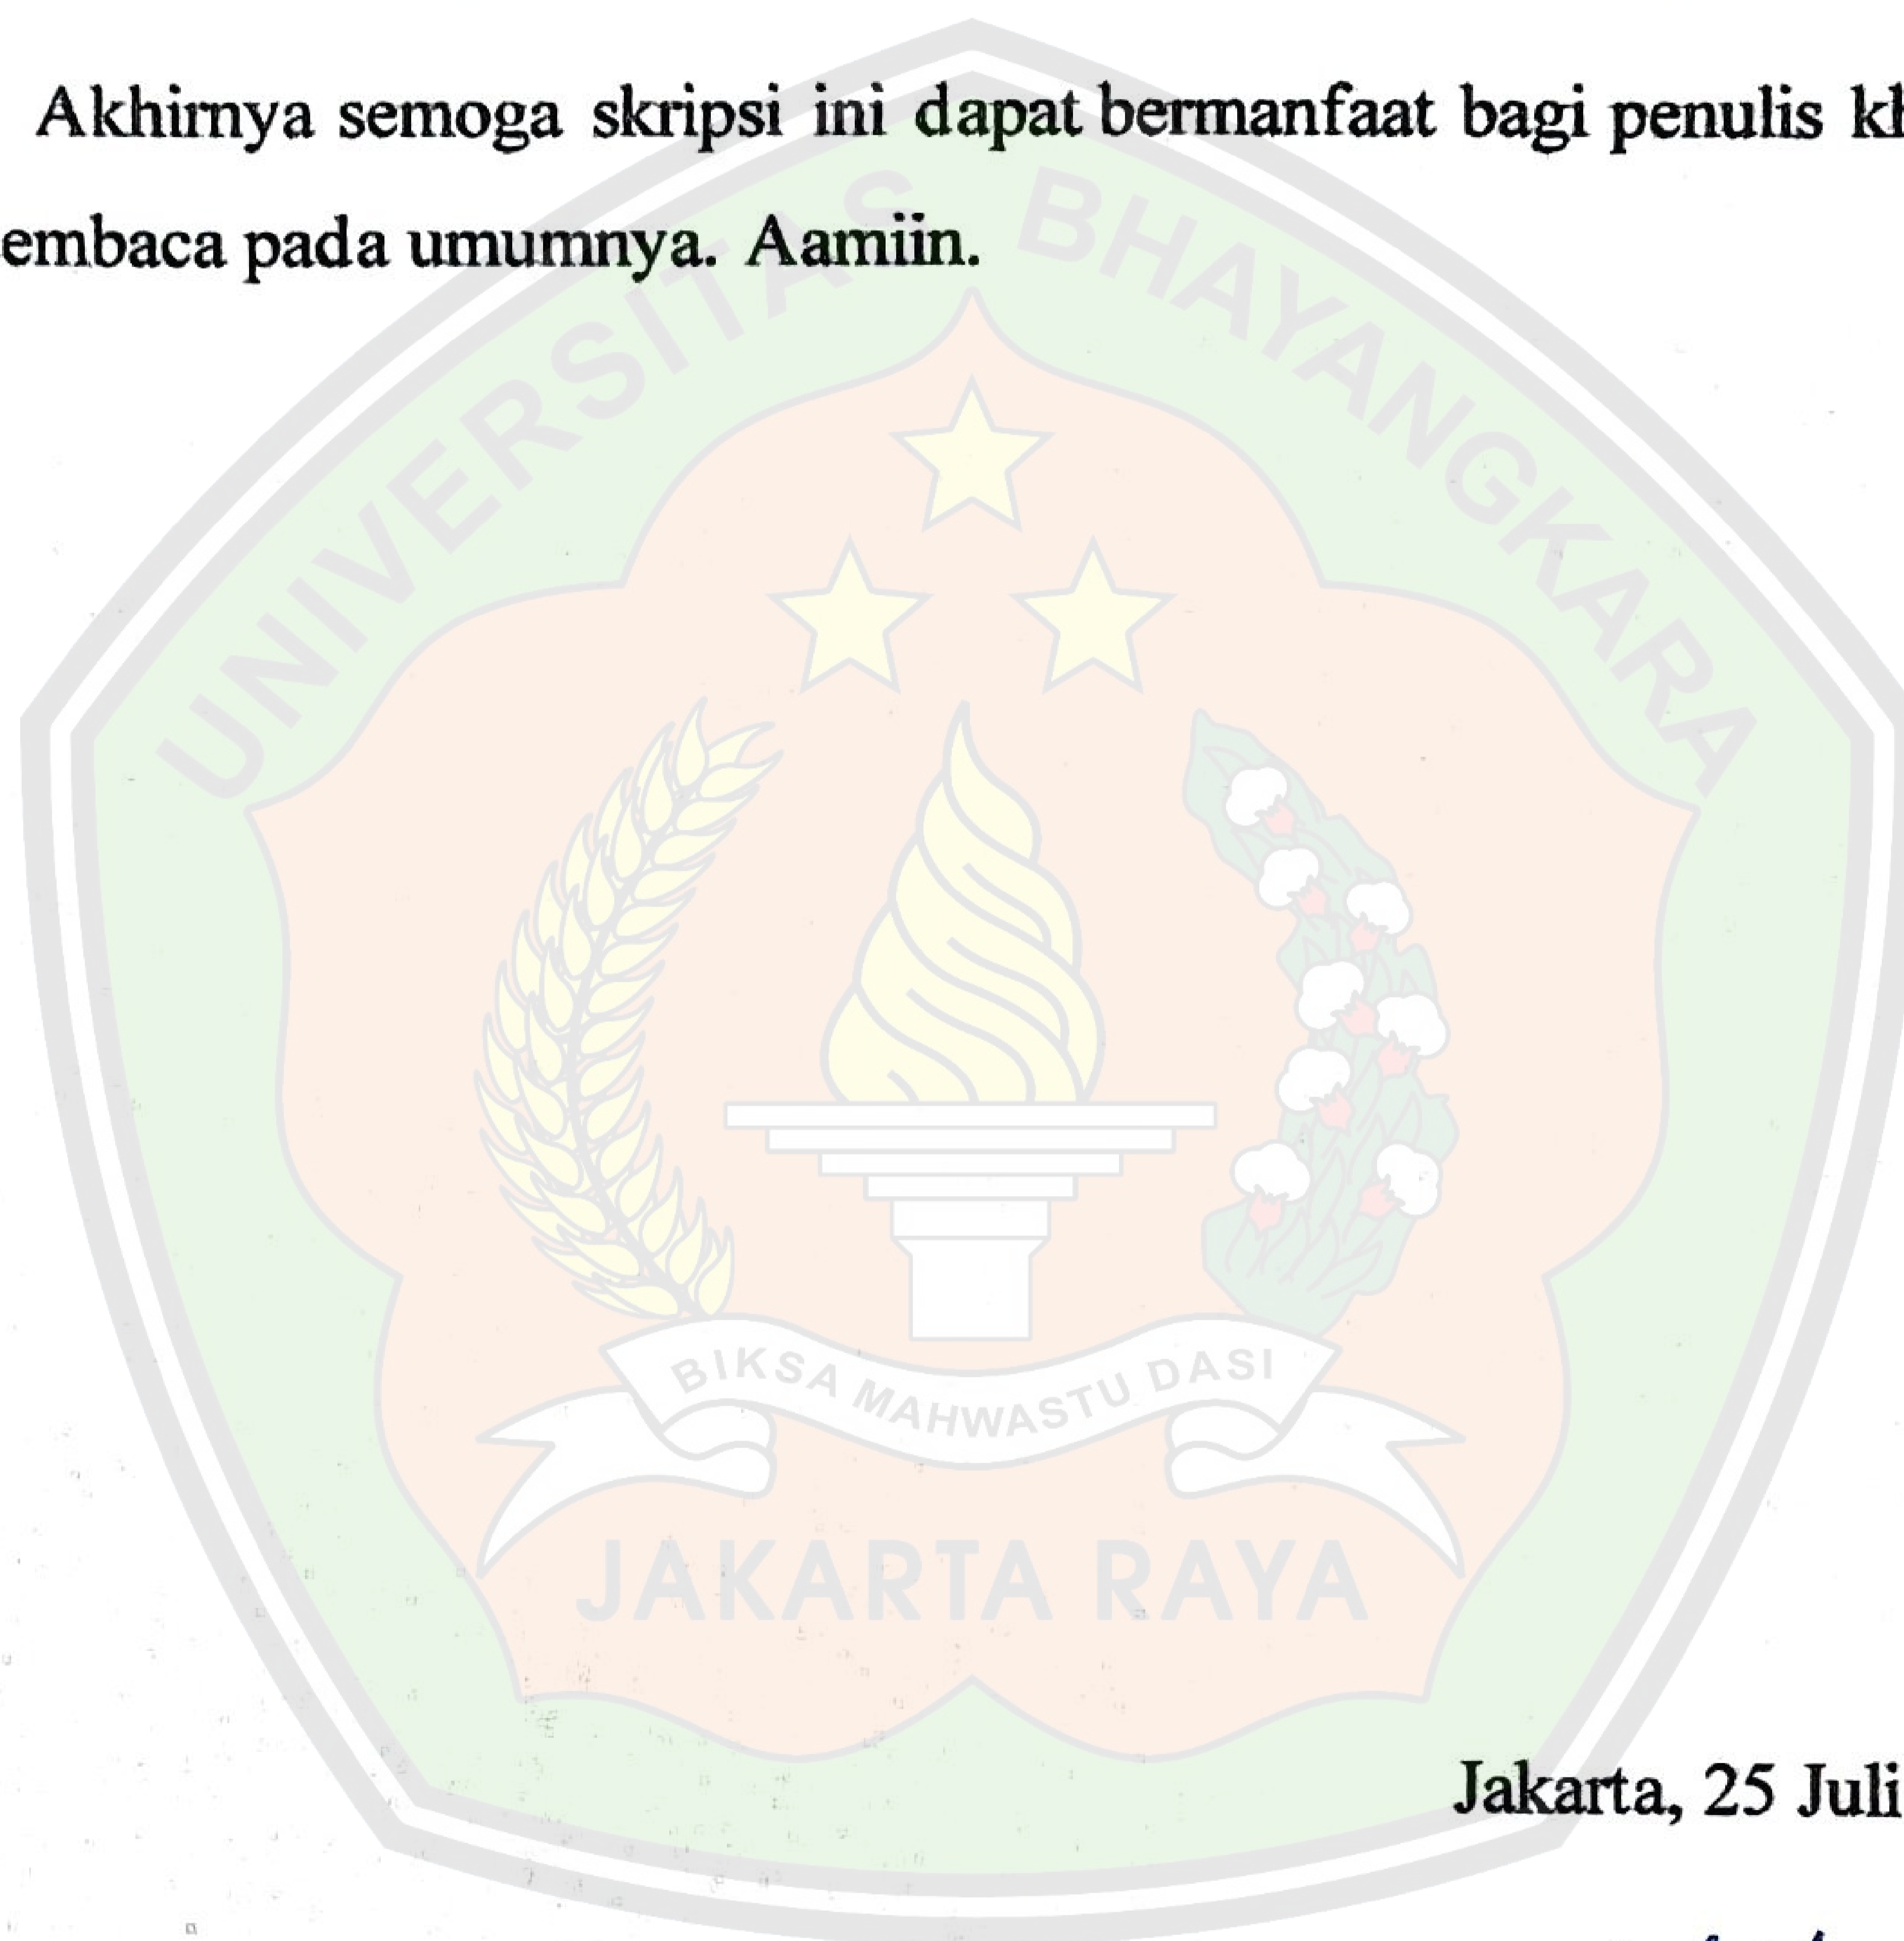 Akhirnya semoga skripsi ini dapat bermanfaat bagi penulis
embaca pada umumnya. Aamiin.
UNIVERSITAS BHAYANGKARA
BIKSA MAHWASTU DASI
JAKARTA RAYA
Jakarta, 25 Juli